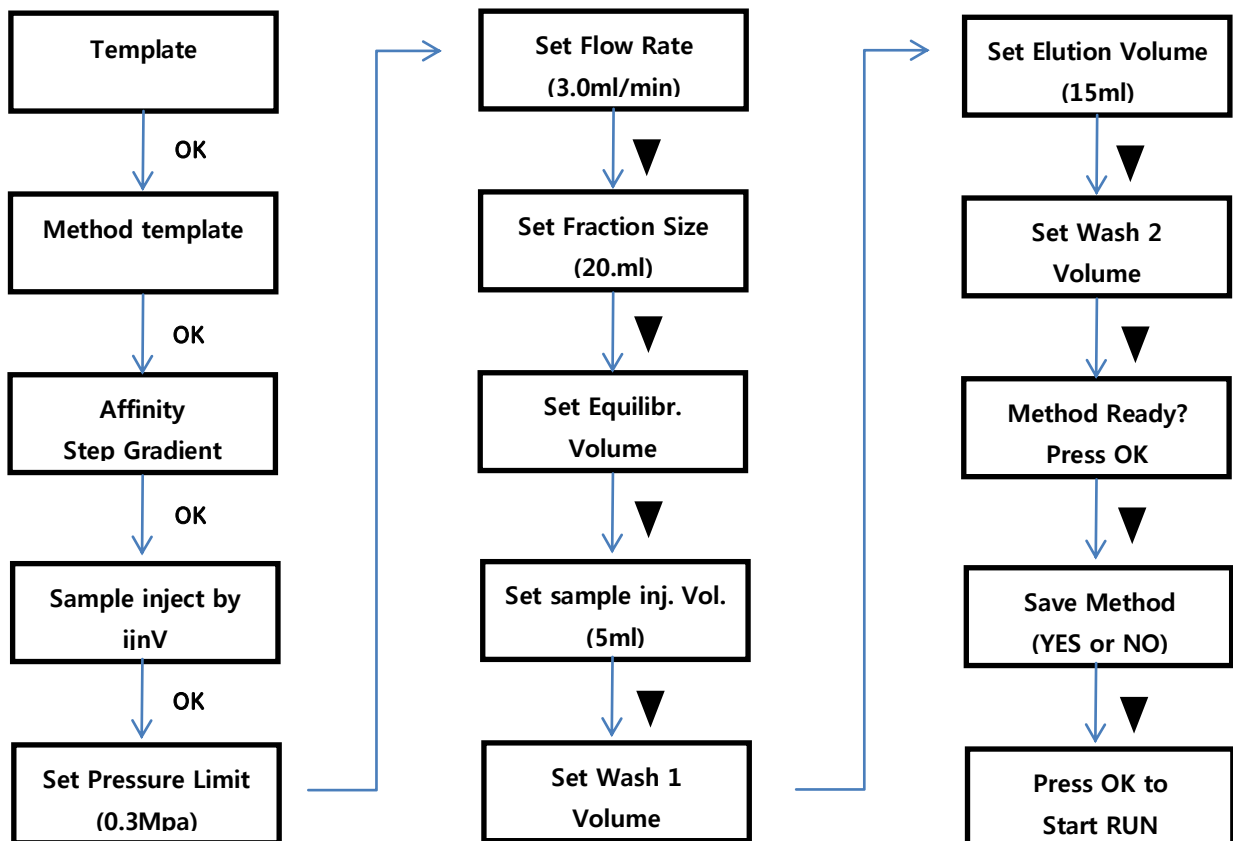 Template
OK
Method template
OK
Affinity
Step Gradient
OK
Sample inject by
ijnV
OK
Set Pressure Limit
(0.3Mpa)
Set Flow Rate
(3.0ml/min)
Set Fraction Size
(20.ml)
Set Equilibr.
Volume
Set sample inj. Vol.
(5ml)
Set Wash 1
Volume
Set Elution Volume
(15ml)
Set Wash 2
Volume
Method Ready?
Press OK
Save Method
(YES or NO)
Press OK to
Start RUN